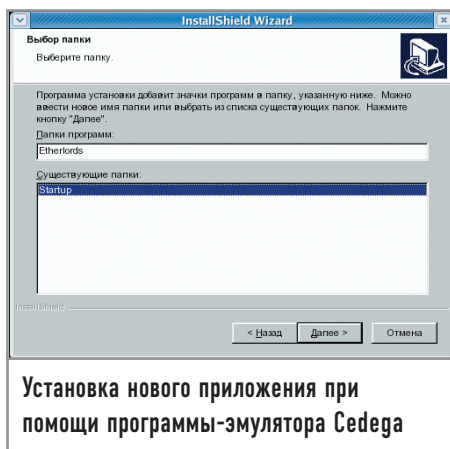 InstallShield Wizard
Выбор папки
Выберите папку.
Программа установки добавит значки программ в папку, указанную ниже. Можно
ввести новое имя папки или выбрать из списка существующих папок. Нажмите
кнопку "Далее".
Папки программ:
Etherlords
Существующие папки:
Startup
InstallShield
< Назад
Далее >
Отмена
Установка нового приложения при
помощи программы-эмулятора Cedega